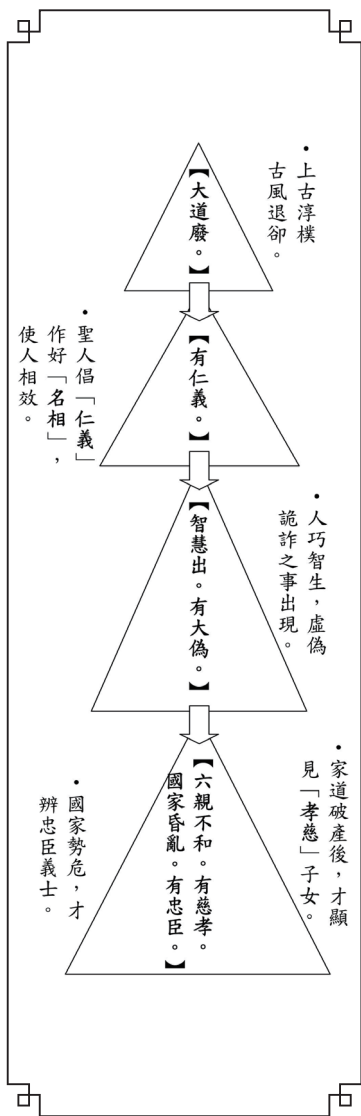 • 上古淳樸
古風退卻。
【大道廢。】
【有仁義。】
• 聖人倡「仁義」
作好「名相」，
使人相效。
• 人巧智生，虛偽
詭詐之事出現。
【智慧出。有大偽。】
• 家道破產後，才顯
見「孝慈」子女。
【六親不和。有慈孝。
國家昏亂。有忠臣。】
• 國家勢危，才
辨忠臣義士。